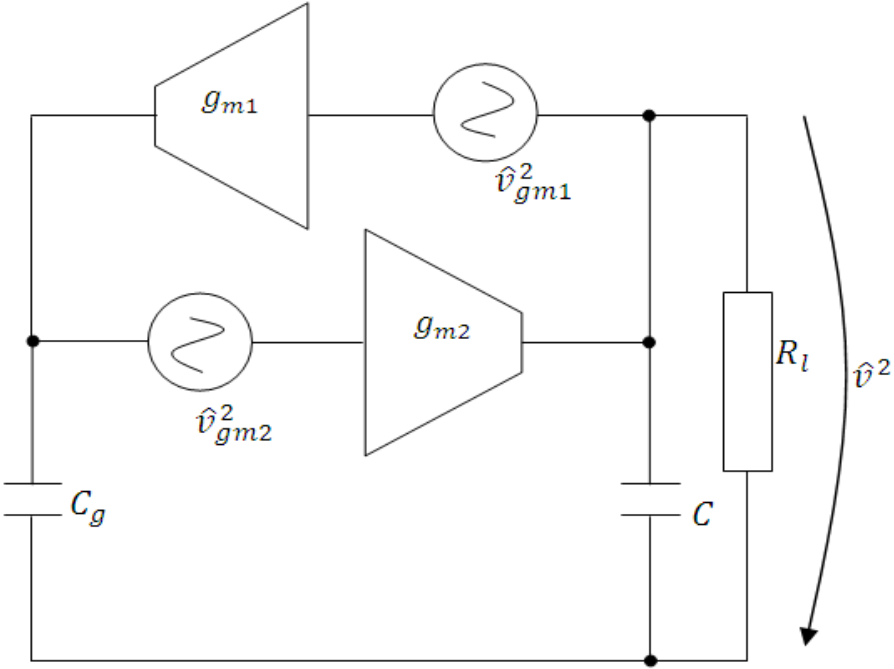 g_{m1}
\hat{v}^2_{gm1}
g_{m2}
R_l
\hat{v}^2
\hat{v}^2_{gm2}
C_g
C